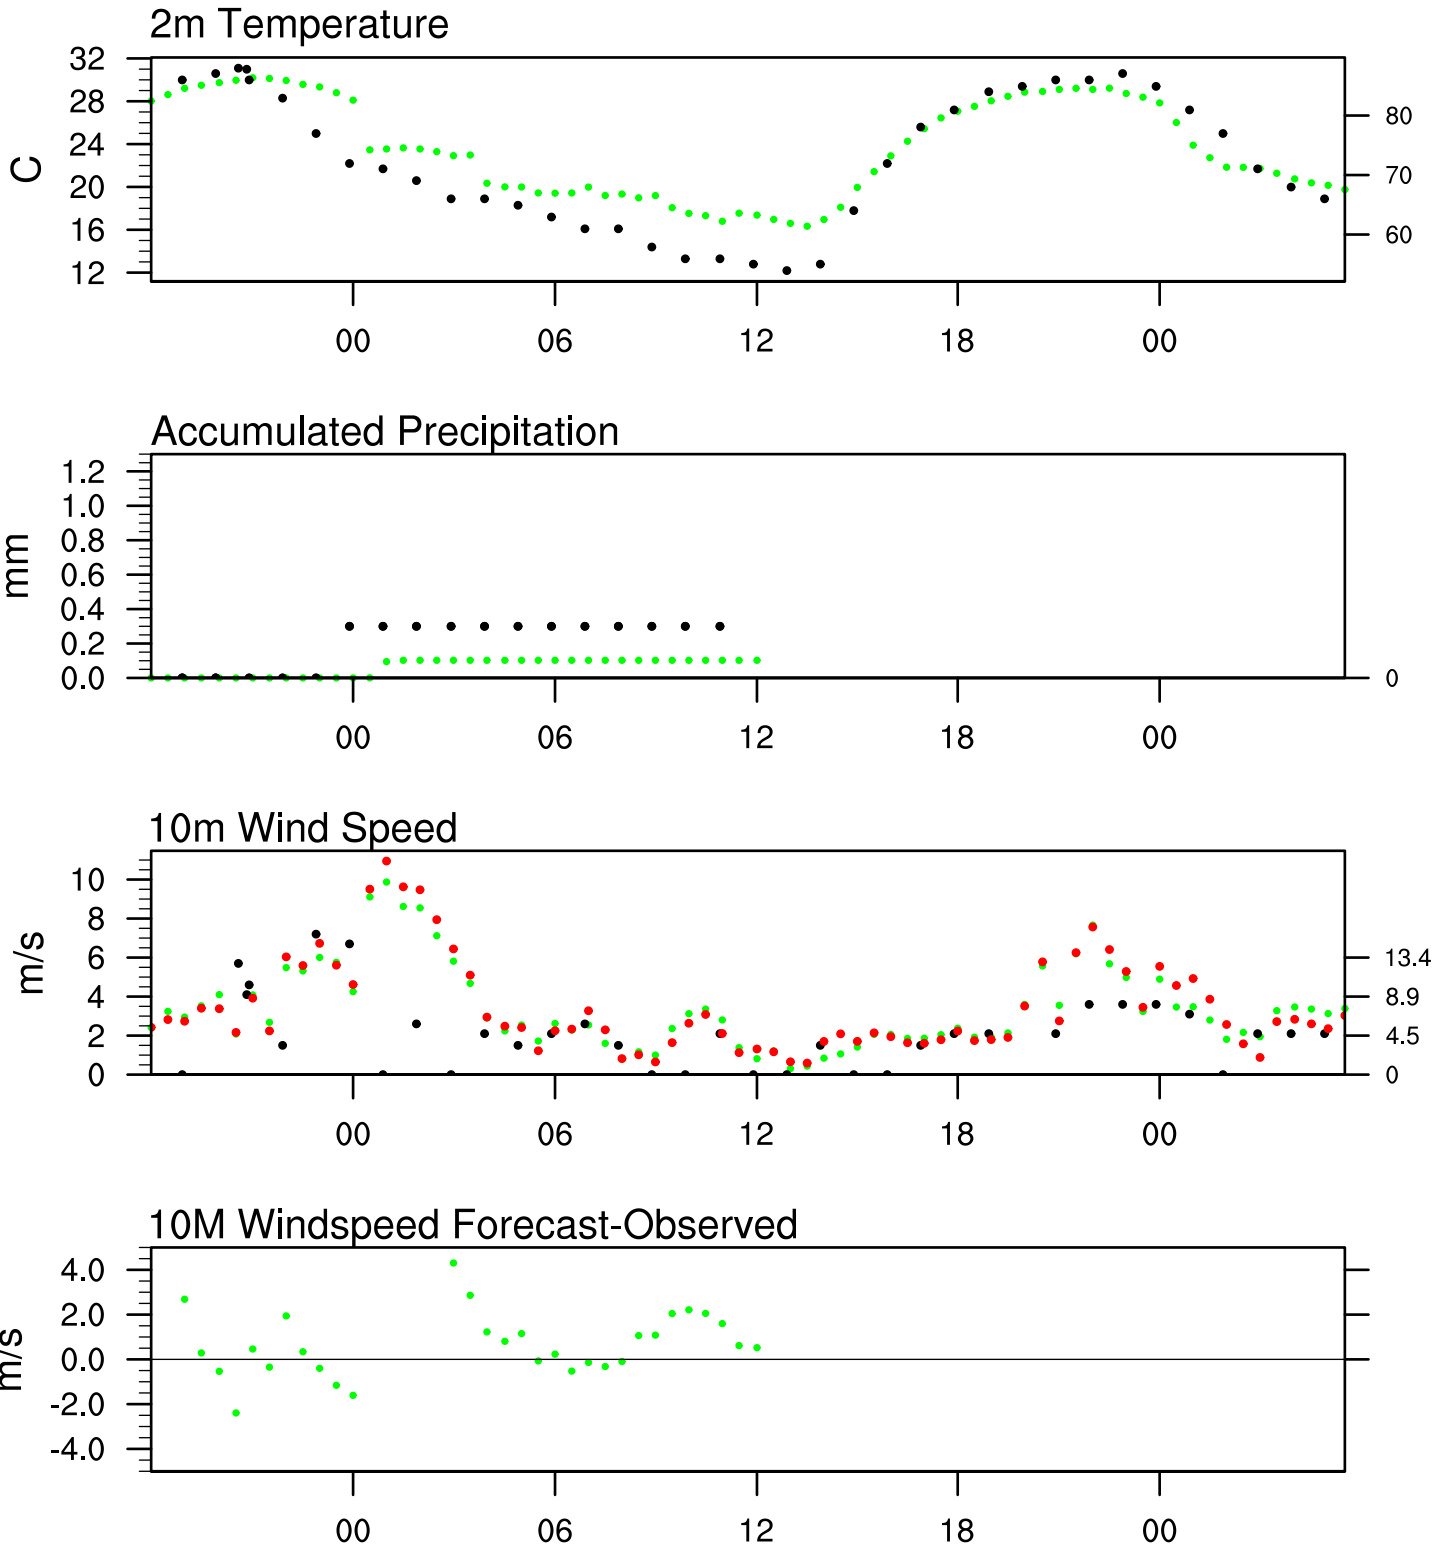 2m Temperature
32
28
24
20
16
12
C
80
70
60
00 06 12 18 00
Accumulated Precipitation
1.2
1.0
0.8
0.6
0.4
0.2
0.0
mm
0
00 06 12 18 00
10m Wind Speed
10
8
6
4
2
0
m/s
13.4
8.9
4.5
0
00 06 12 18 00
10M Windspeed Forecast-Observed
4.0
2.0
0.0
-2.0
-4.0
m/s
00 06 12 18 00